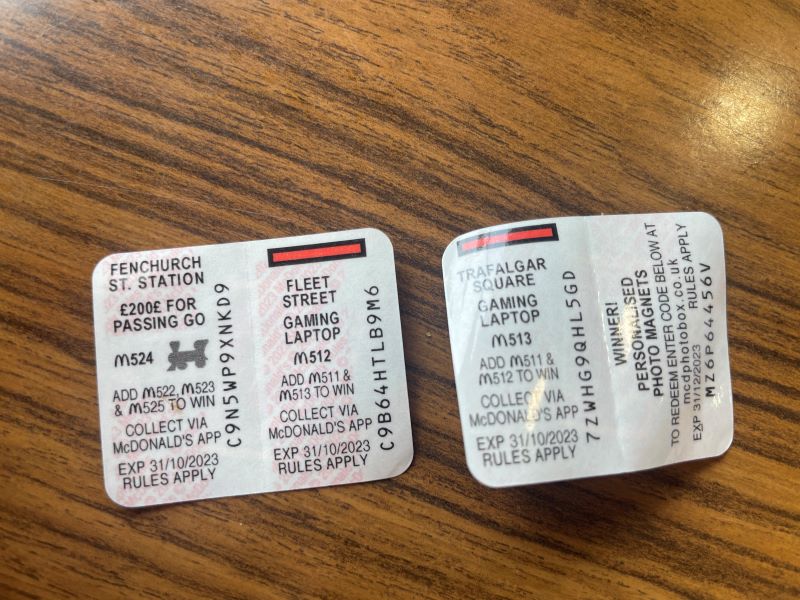 FENCHURCH
ST. STATION
£200£ FOR
PASSING GO
M524
ADD M522, M523
& M525 TO WIN
COLLECT VIA
McDONALD'S APP
EXP 31/10/2023
RULES APPLY
C9N5WP9XNKD9
FLEET
STREET
GAMING
LAPTOP
M512
ADD M511 &
M513 TO WIN
COLLECT VIA
McDONALD'S APP
EXP 31/10/2023
RULES APPLY
C9B64HTLB9M6
TRAFALGAR
SQUARE
GAMING
LAPTOP
M513
ADD M511 &
M512 TO WIN
COLLECT VIA
McDONALD'S APP
EXP 31/10/2023
RULES APPLY
7ZWHG9QHL5GD
WINNER!
PERSONALISED
PHOTO MAGNETS
TO REDEEM ENTER CODE BELOW AT
mcdphotobox.co.uk
EXP 31/12/2023 RULES APPLY
MZ6P64456V